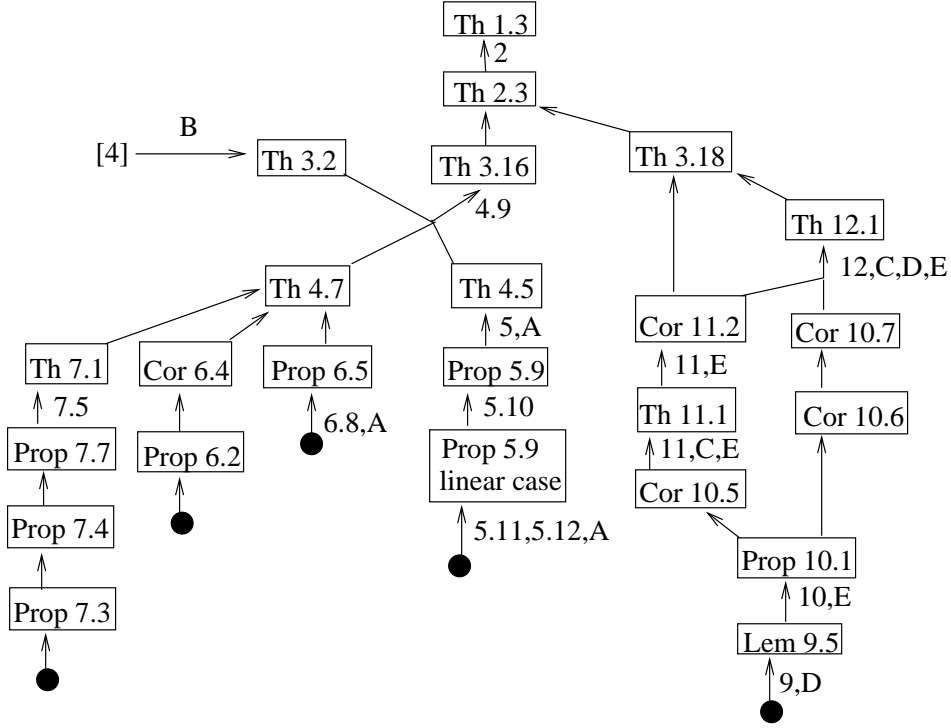 Th 1.3
2
Th 2.3
B
[4]
Th 3.2
Th 3.16
Th 3.18
4.9
Th 12.1
12,C,D,E
Th 4.7
Th 4.5
Cor 11.2
Cor 10.7
5,A
Th 7.1
Cor 6.4
Prop 6.5
Prop 5.9
11,E
7.5
5.10
Th 11.1
Cor 10.6
6.8,A
Prop 7.7
Prop 6.2
Prop 5.9
linear case
11,C,E
Cor 10.5
Prop 7.4
5.11,5.12,A
Prop 10.1
Prop 7.3
10,E
Lem 9.5
9,D